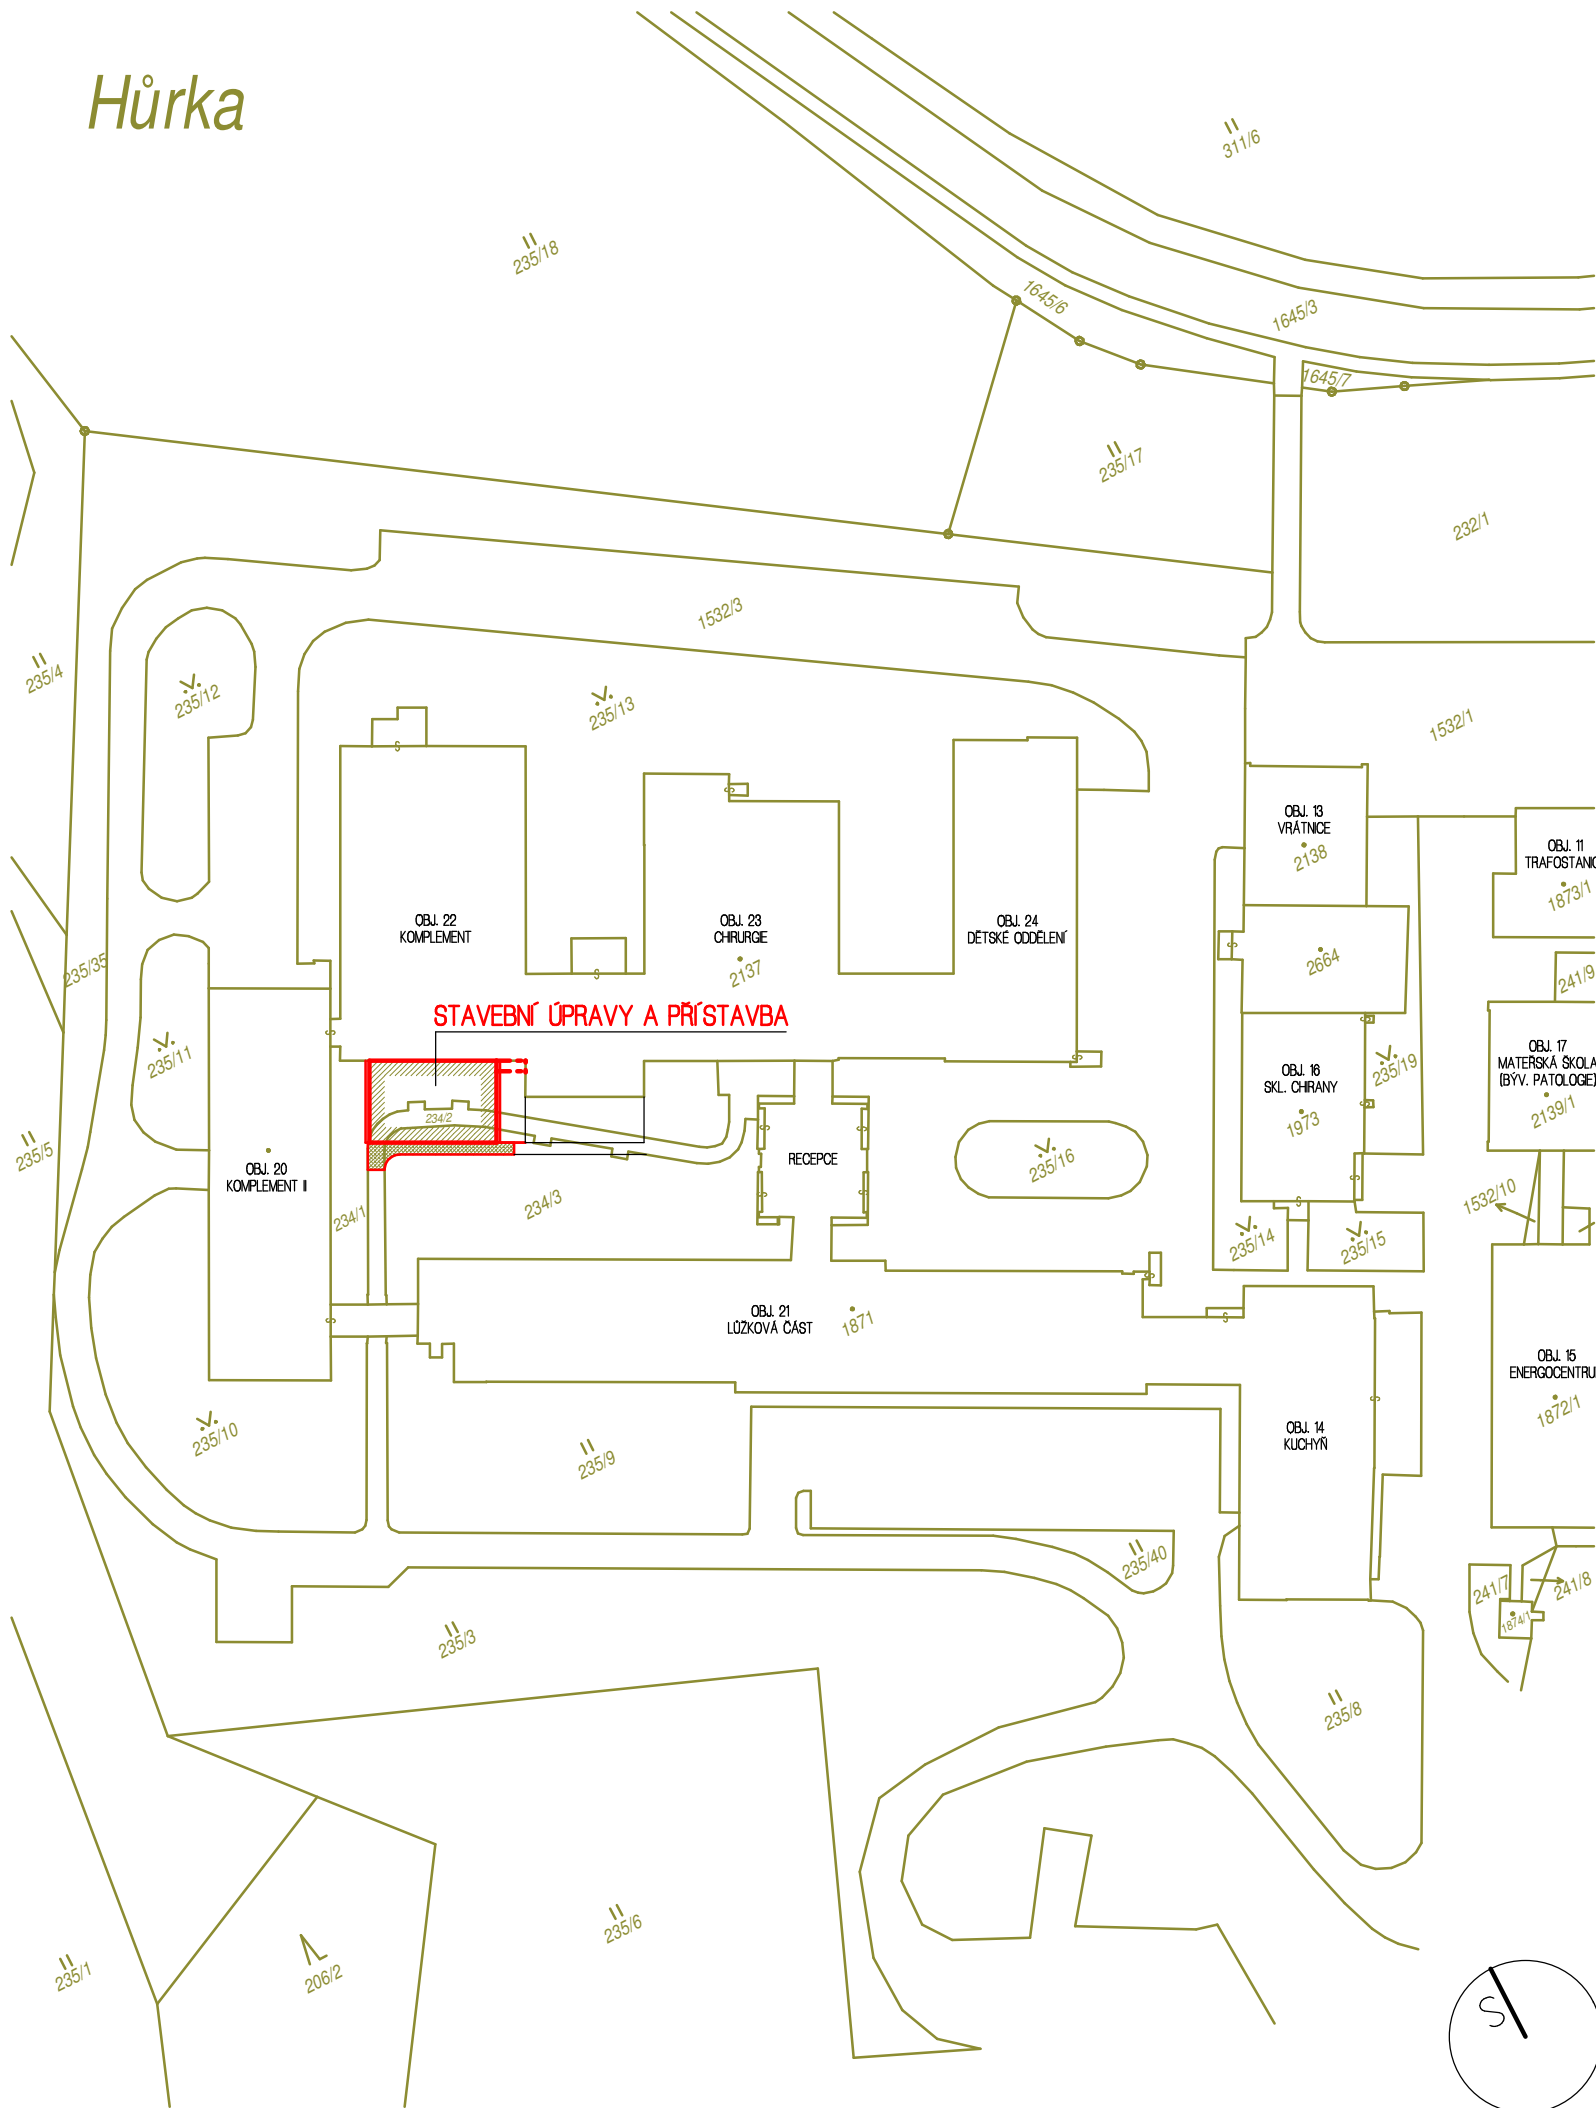 Hůrka
311/6
235/18
1645/6
1645/3
1645/7
235/17
232/1
1532/3
235/4
235/12
235/13
1532/1
OBJ. 13
VRÁTNICE
2138
OBJ. 11
TRAFOSTANIC
1873/1
OBJ. 22
KOMPLEMENT
OBJ. 23
CHIRURGIE
2137
OBJ. 24
DĚTSKÉ ODDĚLENÍ
2664
235/35
241/9
STAVEBNÍ ÚPRAVY A PŘÍSTAVBA
235/11
OBJ. 16
SKL. CHRANY
1973
235/19
OBJ. 17
MATEŘSKÁ ŠKOLA
(BÝV. PATOLOGIE)
2139/1
234/2
235/5
OBJ. 20
KOMPLEMENT II
RECEPCE
235/16
234/1
234/3
1532/10
235/14
235/15
OBJ. 21
LŮŽKOVÁ ČÁST
1871
OBJ. 15
ENERGOCENTRU
1872/1
235/10
235/9
OBJ. 14
KUCHYŇ
235/40
241/7
241/8
1874/1
235/3
235/8
235/6
235/1
206/2
S